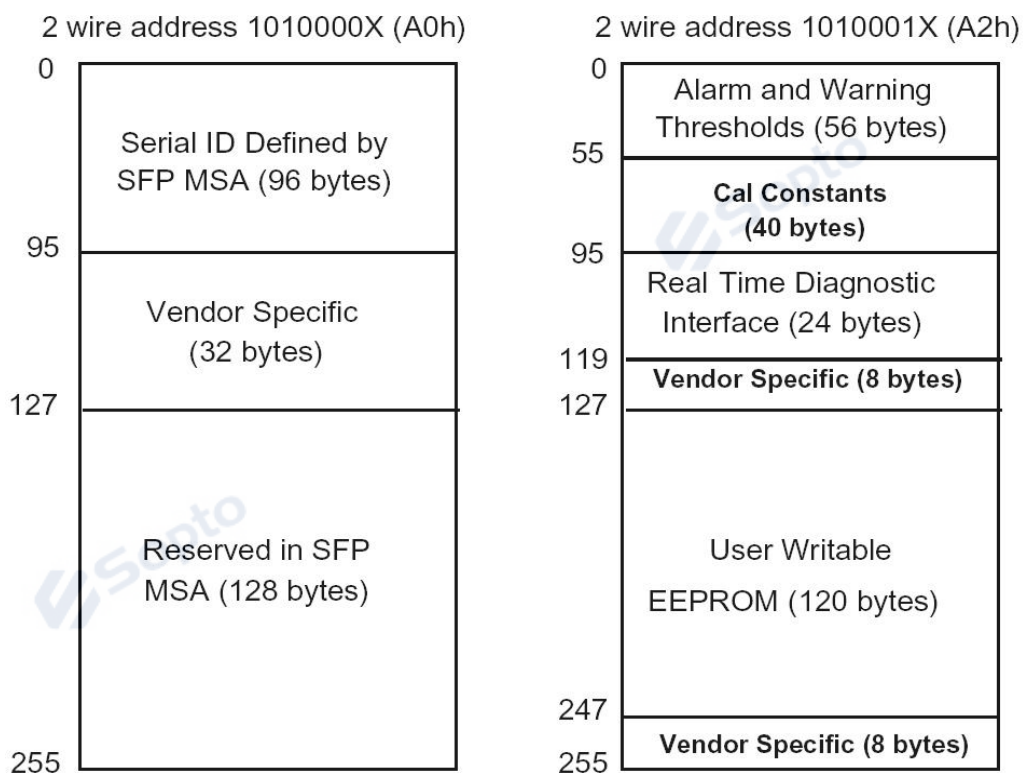 2 wire address 1010000X (A0h)
0
Serial ID Defined by
SFP MSA (96 bytes)
95
Vendor Specific
(32 bytes)
127
Reserved in SFP
MSA (128 bytes)
255
Sopto
2 wire address 1010001X (A2h)
0
Alarm and Warning
Thresholds (56 bytes)
55
Cal Constants
(40 bytes)
95
Real Time Diagnostic
Interface (24 bytes)
119
Vendor Specific (8 bytes)
127
User Writable
EEPROM (120 bytes)
247
Vendor Specific (8 bytes)
255
Sopto